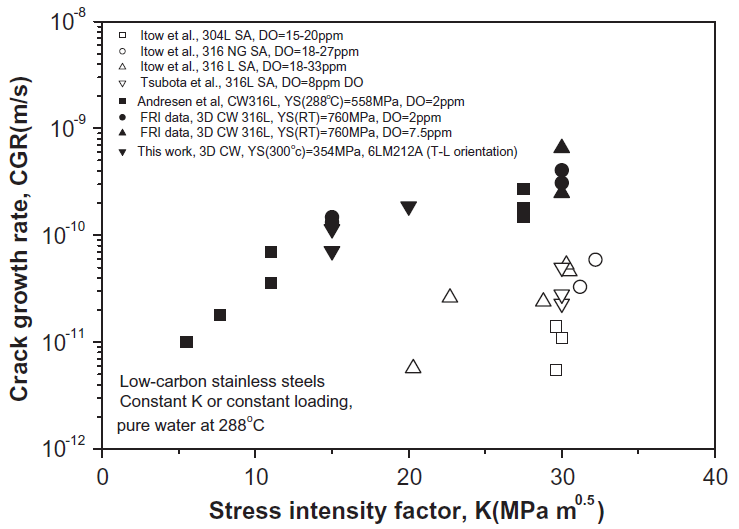 10⁻⁸
Itow et al., 304L SA, DO=15-20ppm
Itow et al., 316 NG SA, DO=18-27ppm
Itow et al., 316 L SA, DO=18-33ppm
Tsubota et al., 316L SA, DO=8ppm DO
Andresen et al, CW316L, YS(288°C)=558MPa, DO=2ppm
FRI data, 3D CW 316L, YS(RT)=760MPa, DO=2ppm
FRI data, 3D CW 316L, YS(RT)=760MPa, DO=7.5ppm
This work, 3D CW, YS(300°c)=354MPa, 6LM212A (T-L orientation)
10⁻⁹
10⁻¹⁰
10⁻¹¹
10⁻¹²
Crack growth rate, CGR(m/s)
Low-carbon stainless steels
Constant K or constant loading,
pure water at 288°C
0 10 20 30 40
Stress intensity factor, K(MPa m⁰·⁵)